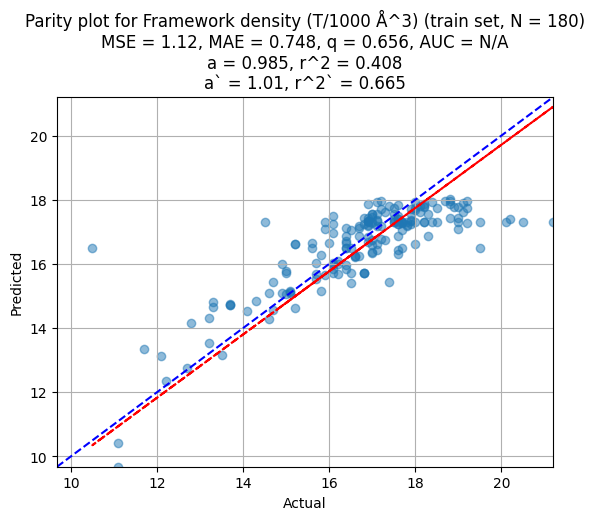 Parity plot for Framework density (T/1000 Å^3) (train set, N = 180)
MSE = 1.12, MAE = 0.748, q = 0.656, AUC = N/A
a = 0.985, r^2 = 0.408
a` = 1.01, r^2` = 0.665
20
18
16
14
12
10
Predicted
10 12 14 16 18 20
Actual